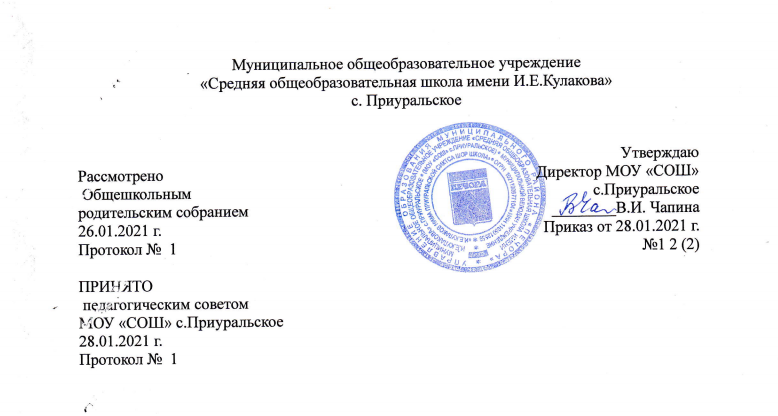 Муниципальное общеобразовательное учреждение
«Средняя общеобразовательная школа имени И.Е.Кулакова»
с. Приуральское
Рассмотрено
Общешкольным
родительским собранием
26.01.2021 г.
Протокол № 1
Утверждаю
Директор МОУ «СОШ»
с.Приуральское
В.И. Чапина
Приказ от 28.01.2021 г.
№1 2 (2)
ПЕЧОРА
ПРИНЯТО
педагогическим советом
МОУ «СОШ» с.Приуральское
28.01.2021 г.
Протокол № 1